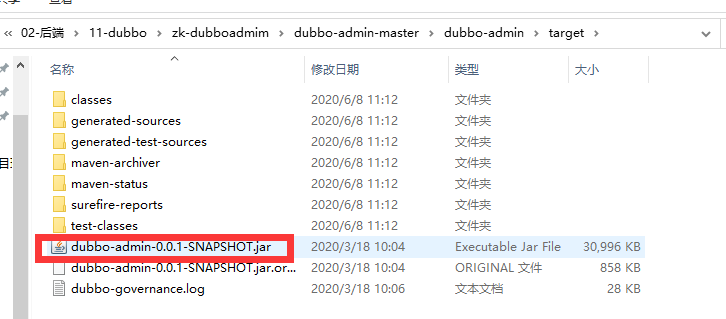 « 02-后端 › 11-dubbo › zk-dubboadmim › dubbo-admin-master › dubbo-admin › target ›
名称 修改日期 类型 大小
classes 2020/6/8 11:12 文件夹
generated-sources 2020/6/8 11:12 文件夹
generated-test-sources 2020/6/8 11:12 文件夹
maven-archiver 2020/6/8 11:12 文件夹
maven-status 2020/6/8 11:12 文件夹
surefire-reports 2020/6/8 11:12 文件夹
test-classes 2020/6/8 11:12 文件夹
dubbo-admin-0.0.1-SNAPSHOT.jar 2020/3/18 10:04 Executable Jar File 30,996 KB
dubbo-admin-0.0.1-SNAPSHOT.jar.or... 2020/3/18 10:04 ORIGINAL 文件 858 KB
dubbo-governance.log 2020/3/18 10:06 文本文档 28 KB